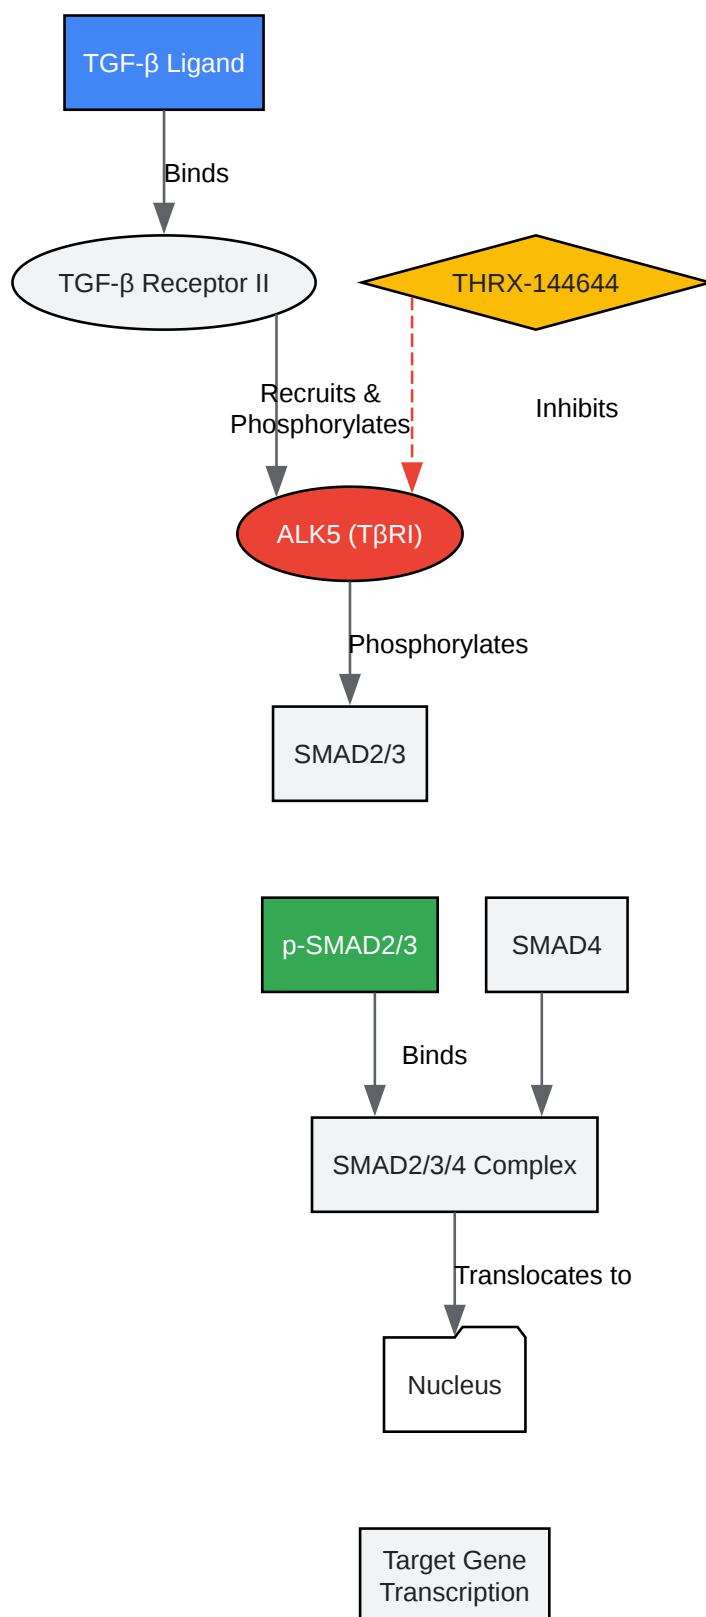 TGF-β Ligand
Binds
TGF-β Receptor II
THRX-144644
Recruits &
Phosphorylates
Inhibits
ALK5 (TβRI)
Phosphorylates
SMAD2/3
p-SMAD2/3
SMAD4
Binds
SMAD2/3/4 Complex
Translocates to
Nucleus
Target Gene
Transcription